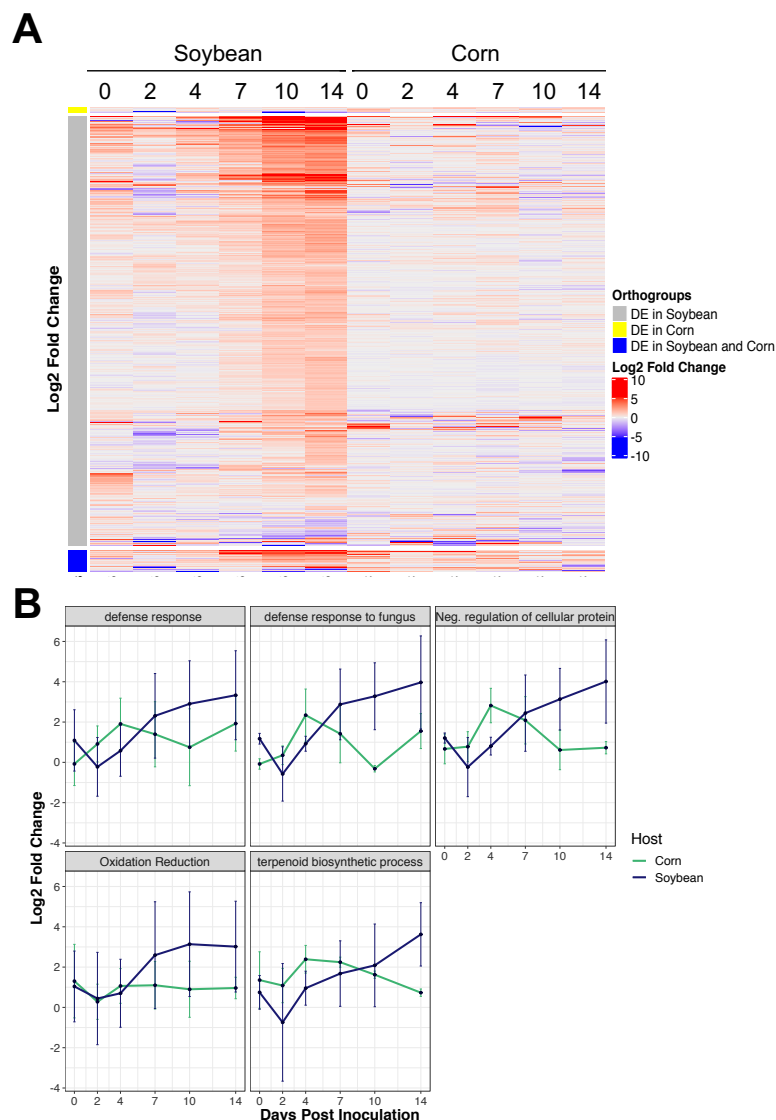 A
Soybean Corn
0 2 4 7 10 14 0 2 4 7 10 14
Log2 Fold Change
Orthogroups
DE in Soybean
DE in Corn
DE in Soybean and Corn
Log2 Fold Change
10
5
0
-5
-10
B
defense response
defense response to fungus
Neg. regulation of cellular protein
6
4
2
0
-2
-4
0 2 4 7 10 14
Oxidation Reduction
terpenoid biosynthetic process
6
4
2
0
-2
-4
0 2 4 7 10 14
0 2 4 7 10 14
Log2 Fold Change
Days Post Inoculation
Host
Corn
Soybean